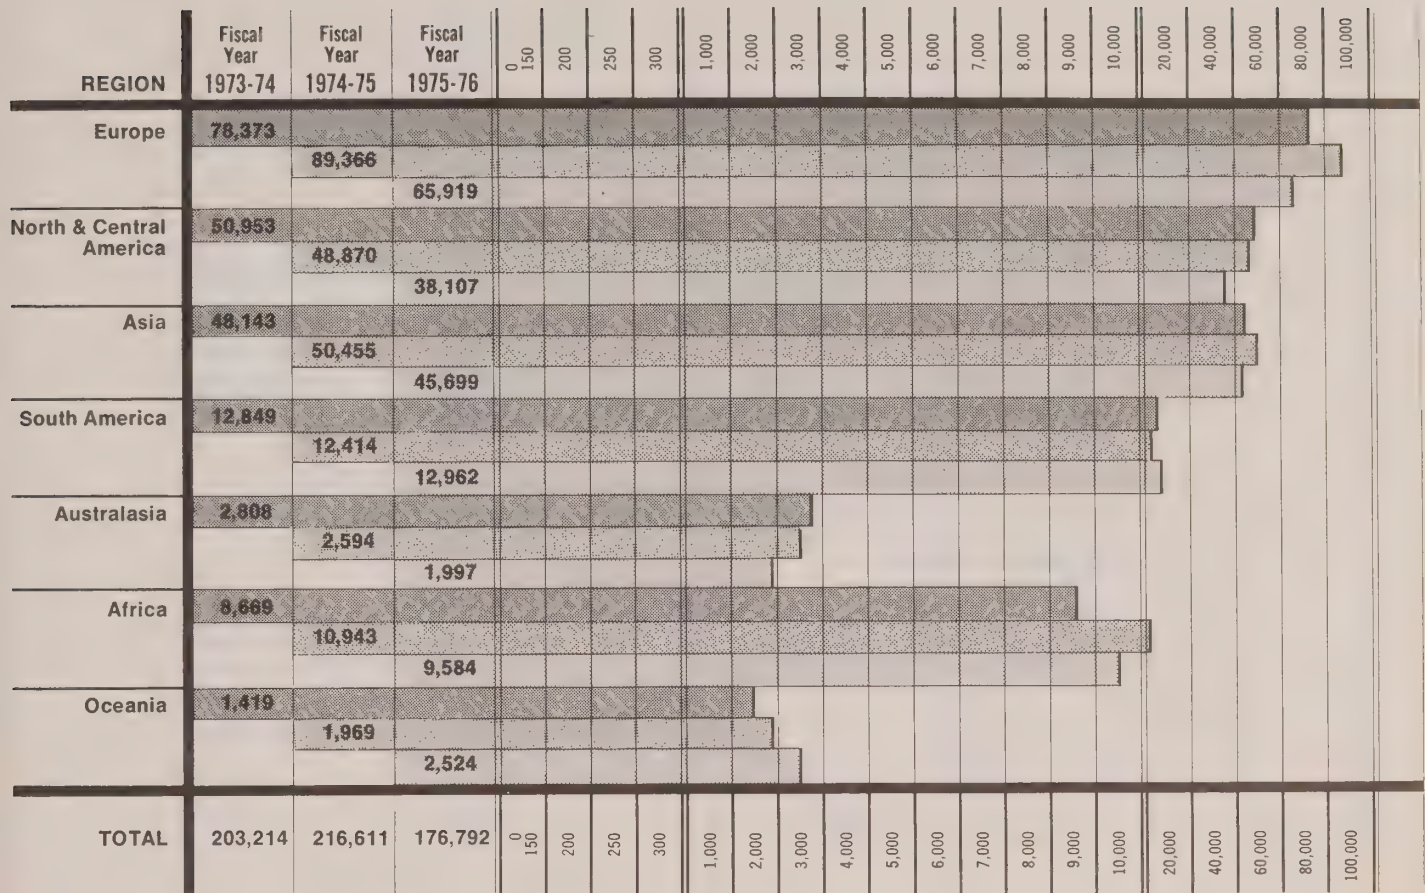 REGION Fiscal Year 1973-74 Fiscal Year 1974-75 Fiscal Year 1975-76 0 150 200 250 300 1,000 2,000 3,000 4,000 5,000 6,000 7,000 8,000 9,000 10,000 20,000 40,000 60,000 80,000 100,000
Europe 78,373
89,366
65,919
North & Central America 50,953
48,870
38,107
Asia 48,143
50,455
45,699
South America 12,849
12,414
12,962
Australasia 2,808
2,594
1,997
Africa 8,669
10,943
9,584
Oceania 1,419
1,969
2,524
TOTAL 203,214 216,611 176,792 0 150 200 250 300 1,000 2,000 3,000 4,000 5,000 6,000 7,000 8,000 9,000 10,000 20,000 40,000 60,000 80,000 100,000